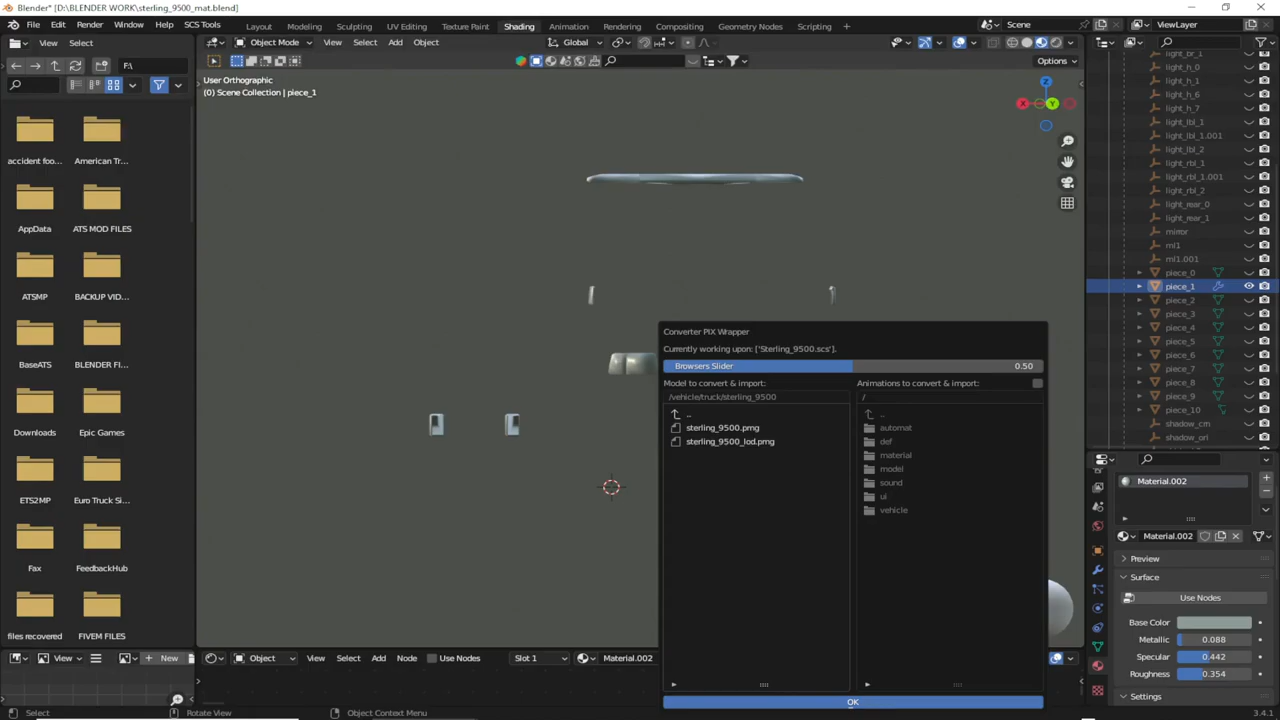 Blender* [D:\BLENDER WORK\sterling_9500_mat.blend]
File Edit Render Window Help SCS Tools
Layout Modeling Sculpting UV Editing Texture Paint Shading Animation Rendering Compositing Geometry Nodes Scripting
Scene
ViewLayer
View Select
Object Mode View Select Add Object
Global
F:\
Options
User Orthographic
(0) Scene Collection | piece_1
Z
X
Y
accident foo...
American Tr...
AppData
ATS MOD FILES
ATSMP
BACKUP VID...
BaseATS
BLENDER FI...
Downloads
Epic Games
ETS2MP
Euro Truck Si...
Fax
FeedbackHub
files recovered
FIVEM FILES
light_br_1
light_h_0
light_h_1
light_h_6
light_h_7
light_lbl_1
light_lbl_1.001
light_lbl_2
light_rbl_1
light_rbl_1.001
light_rbl_2
light_rear_0
light_rear_1
mirror
ml1
ml1.001
piece_0
piece_1
piece_2
piece_3
piece_4
piece_5
piece_6
piece_7
piece_8
piece_9
piece_10
shadow_cm
shadow_ori
Converter PIX Wrapper
Currently working upon: ['Sterling_9500.scs'].
Browsers Slider 0.50
Model to convert & import:
/vehicle/truck/sterling_9500
..
sterling_9500.pmg
sterling_9500_lod.pmg
Animations to convert & import:
/
..
automat
def
material
model
sound
ui
vehicle
OK
Material.002
Material.002
Preview
Surface
Use Nodes
Base Color
Metallic 0.088
Specular 0.442
Roughness 0.354
Settings
View
New
Object View Select Add Node Use Nodes Slot 1 Material.002
Select
Rotate View
Object Context Menu
3.4.1